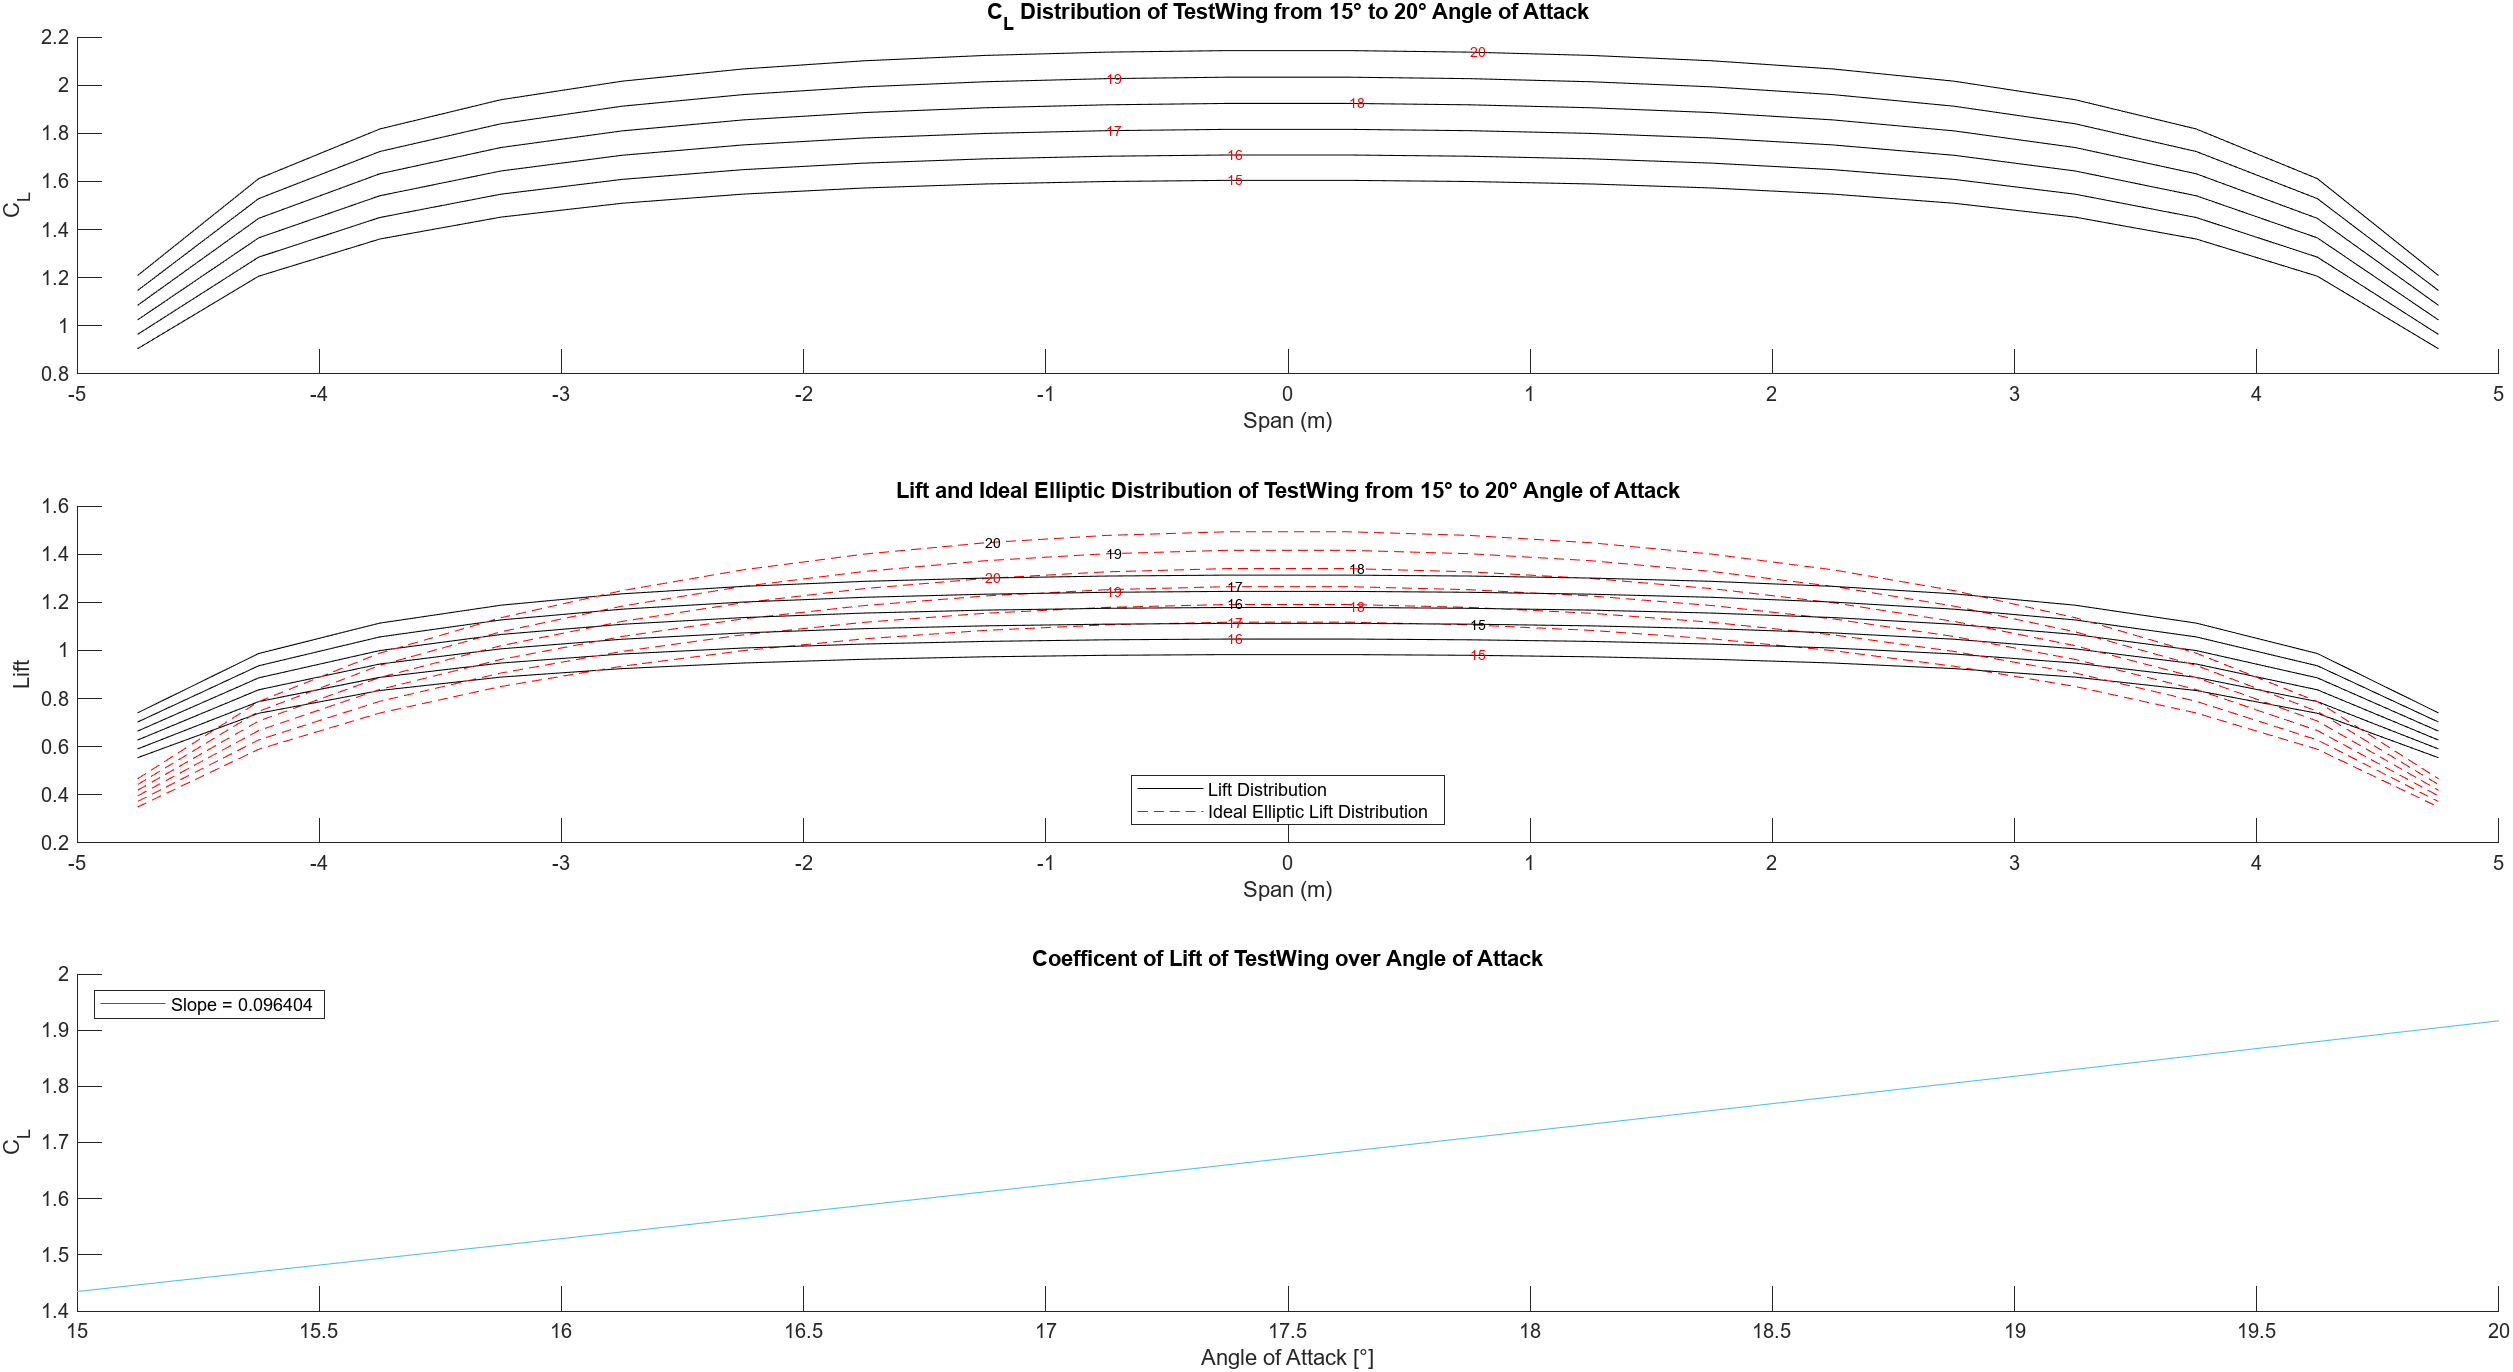 C_L Distribution of TestWing from 15° to 20° Angle of Attack
2.2
2
1.8
1.6
1.4
1.2
1
0.8
C_L
20
19
18
17
16
15
-5 -4 -3 -2 -1 0 1 2 3 4 5
Span (m)
Lift and Ideal Elliptic Distribution of TestWing from 15° to 20° Angle of Attack
1.6
1.4
1.2
1
0.8
0.6
0.4
0.2
Lift
20
19
18
20
17
19
16
18
17
15
16
15
Lift Distribution
Ideal Elliptic Lift Distribution
-5 -4 -3 -2 -1 0 1 2 3 4 5
Span (m)
Coefficent of Lift of TestWing over Angle of Attack
2
1.9
1.8
1.7
1.6
1.5
1.4
C_L
Slope = 0.096404
15 15.5 16 16.5 17 17.5 18 18.5 19 19.5 20
Angle of Attack [°]